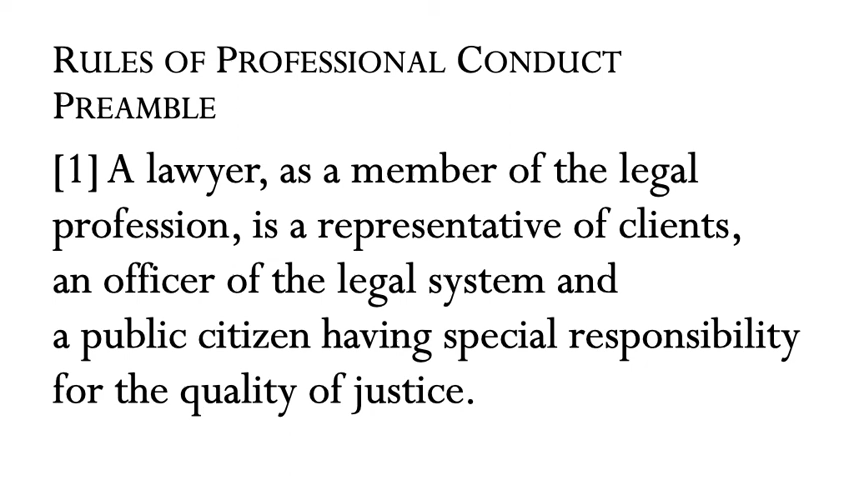 RULES OF PROFESSIONAL CONDUCT
PREAMBLE
[1] A lawyer, as a member of the legal
profession, is a representative of clients,
an officer of the legal system and
a public citizen having special responsibility
for the quality of justice.